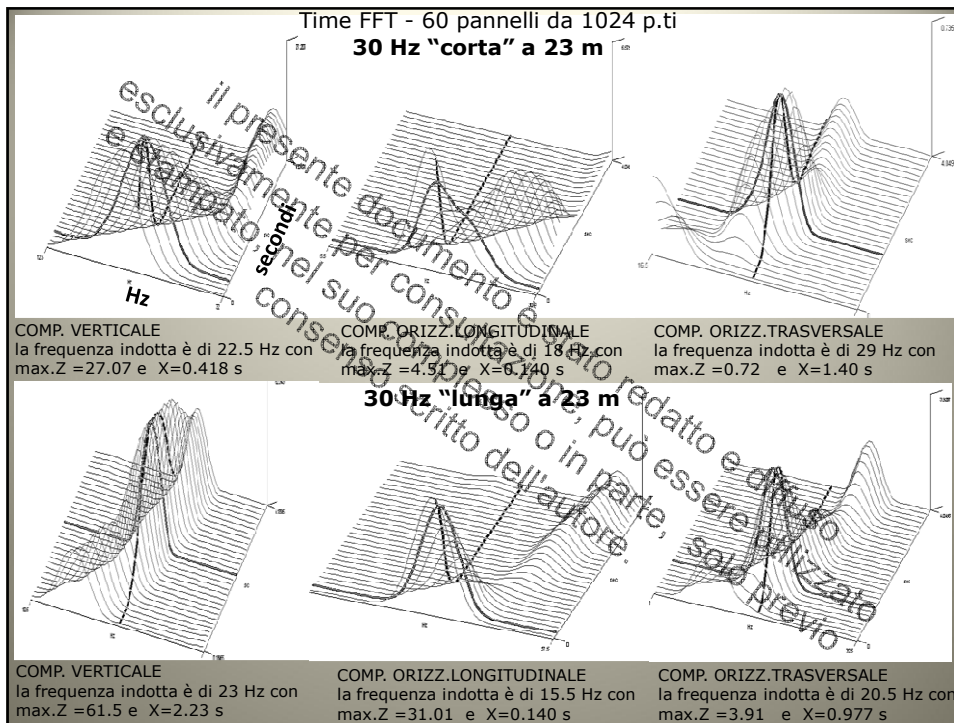 Time FFT - 60 pannelli da 1024 p.ti
30 Hz “corta” a 23 m
Hz
secondi
COMP. VERTICALE
la frequenza indotta è di 22.5 Hz con
max.Z =27.07 e X=0.418 s
COMP. ORIZZ.LONGITUDINALE
la frequenza indotta è di 18 Hz con
max.Z =4.51 e X=0.140 s
COMP. ORIZZ.TRASVERSALE
la frequenza indotta è di 29 Hz con
max.Z =0.72 e X=1.40 s
30 Hz “lunga” a 23 m
COMP. VERTICALE
la frequenza indotta è di 23 Hz con
max.Z =61.5 e X=2.23 s
COMP. ORIZZ.LONGITUDINALE
la frequenza indotta è di 15.5 Hz con
max.Z =31.01 e X=0.140 s
COMP. ORIZZ.TRASVERSALE
la frequenza indotta è di 20.5 Hz con
max.Z =3.91 e X=0.977 s
il presente documento è stato redatto e diffuso
esclusivamente per consultazione, può essere utilizzato
e stampato, nel suo complesso o in parte, solo previo
consenso scritto dell'autore.